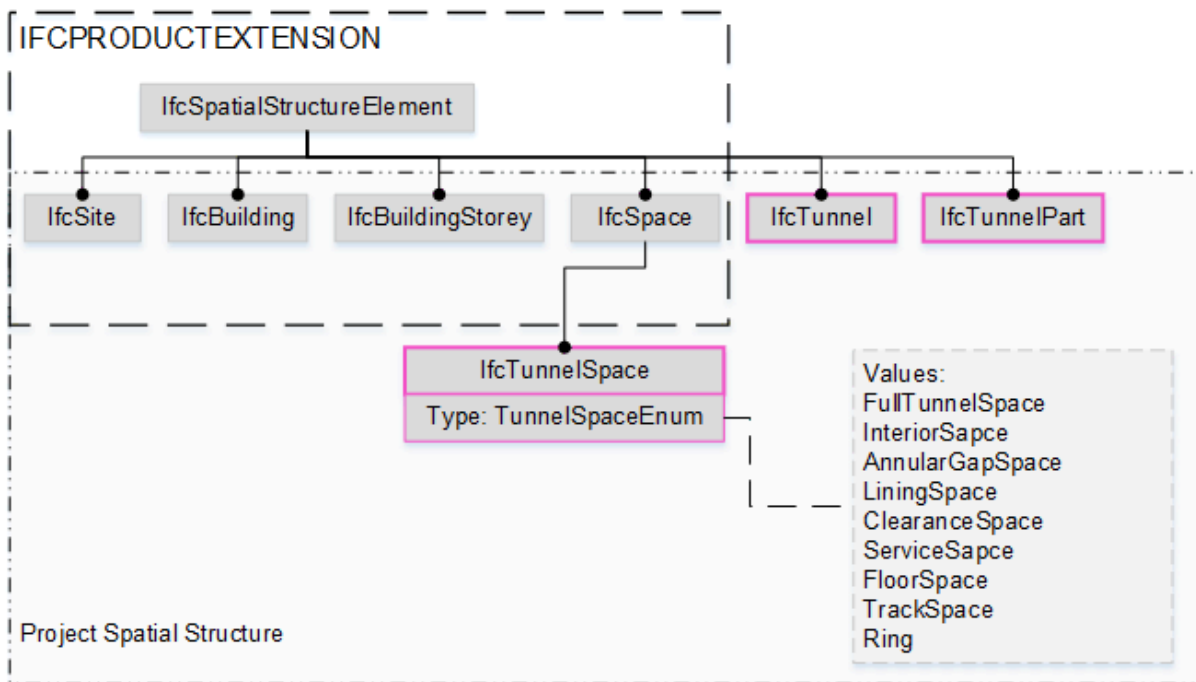 IFCPRODUCTEXTENSION
IfcSpatialStructureElement
IfcSite
IfcBuilding
IfcBuildingStorey
IfcSpace
IfcTunnel
IfcTunnelPart
IfcTunnelSpace
Type: TunnelSpaceEnum
Values:
FullTunnelSpace
InteriorSapce
AnnularGapSpace
LiningSpace
ClearanceSpace
ServiceSapce
FloorSpace
TrackSpace
Ring
Project Spatial Structure